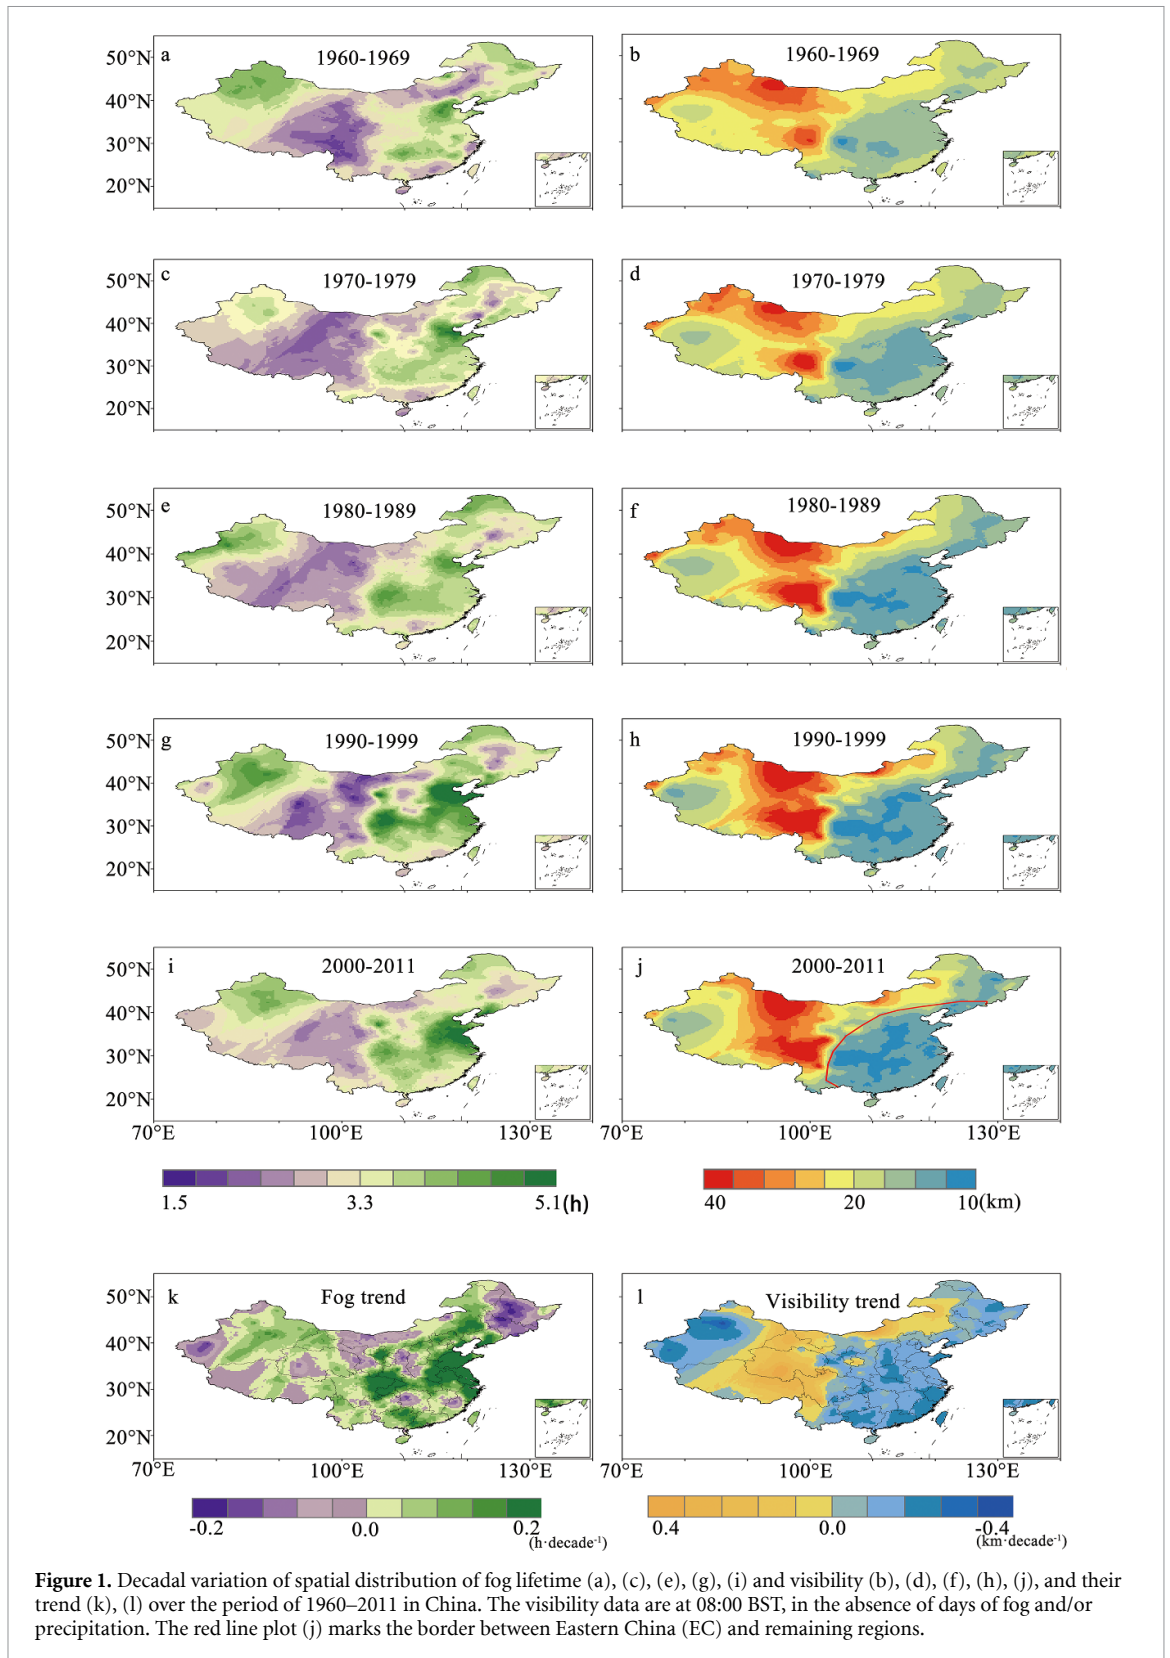 a
1960-1969
50°N
40°N
30°N
20°N
b
1960-1969
c
1970-1979
50°N
40°N
30°N
20°N
d
1970-1979
e
1980-1989
50°N
40°N
30°N
20°N
f
1980-1989
g
1990-1999
50°N
40°N
30°N
20°N
h
1990-1999
i
2000-2011
50°N
40°N
30°N
20°N
70°E 100°E 130°E
j
2000-2011
70°E 100°E 130°E
1.5 3.3 5.1(h)
40 20 10(km)
k
Fog trend
50°N
40°N
30°N
20°N
70°E 100°E 130°E
l
Visibility trend
70°E 100°E 130°E
-0.2 0.0 0.2
(h·decade⁻¹)
0.4 0.0 -0.4
(km·decade⁻¹)
Figure 1. Decadal variation of spatial distribution of fog lifetime (a), (c), (e), (g), (i) and visibility (b), (d), (f), (h), (j), and their
trend (k), (l) over the period of 1960–2011 in China. The visibility data are at 08:00 BST, in the absence of days of fog and/or
precipitation. The red line plot (j) marks the border between Eastern China (EC) and remaining regions.